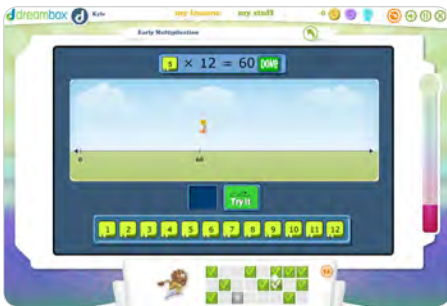 dreambox d Kyle my lessons my stuff 0
Early Multiplication
5 × 12 = 60 DONE
0 60
Try It
1 2 3 4 5 6 7 8 9 10 11 12